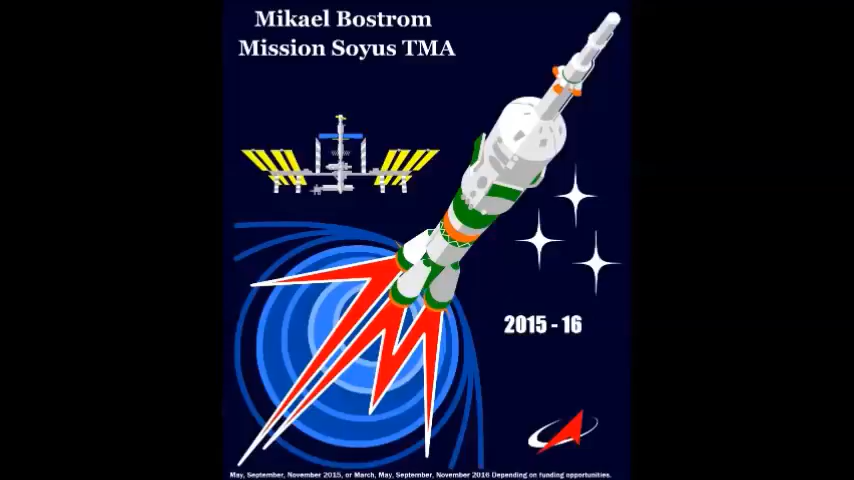 Mikael Bostrom
Mission Soyus TMA
2015 - 16
May, September, November 2015, or March, May, September, November 2016 Depending on funding opportunities.